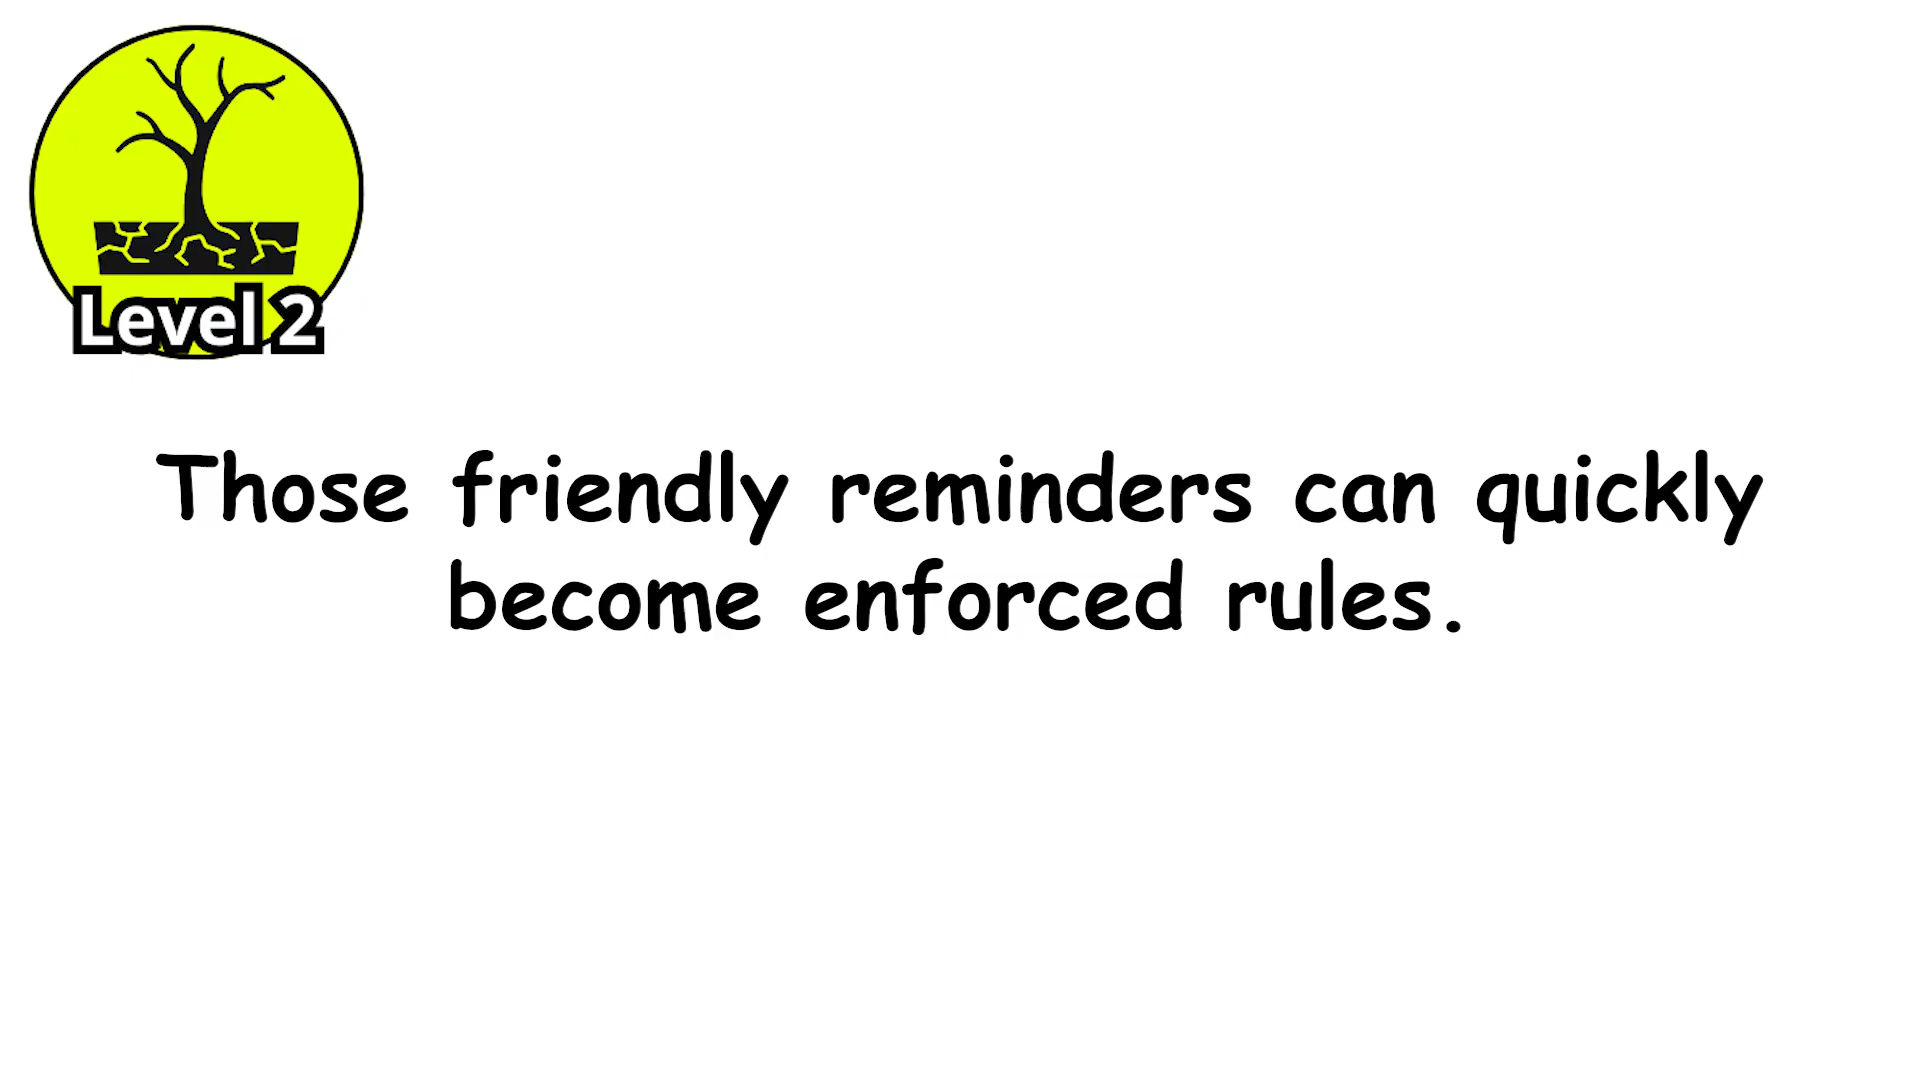 Level 2
Those friendly reminders can quickly
become enforced rules.